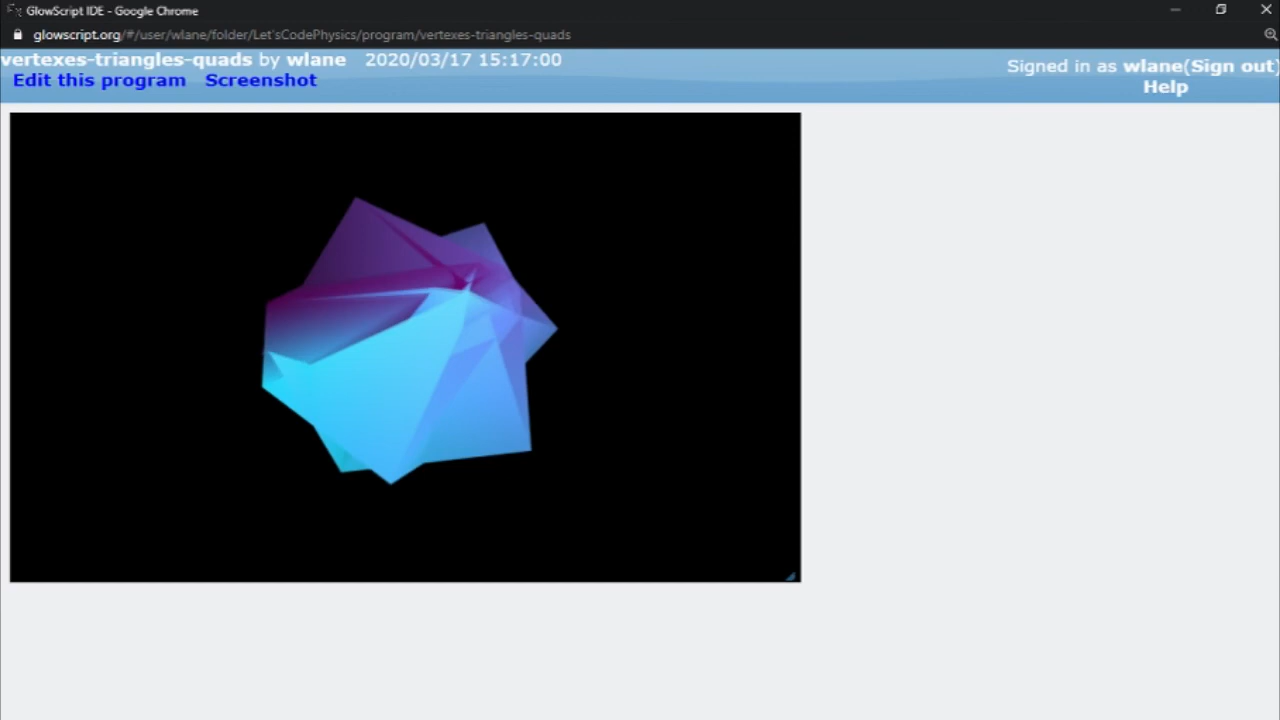 GlowScript IDE - Google Chrome
glowscript.org/#/user/wlane/folder/Let'sCodePhysics/program/vertexes-triangles-quads
vertexes-triangles-quads by wlane 2020/03/17 15:17:00
Signed in as wlane(Sign out)
Edit this program Screenshot
Help